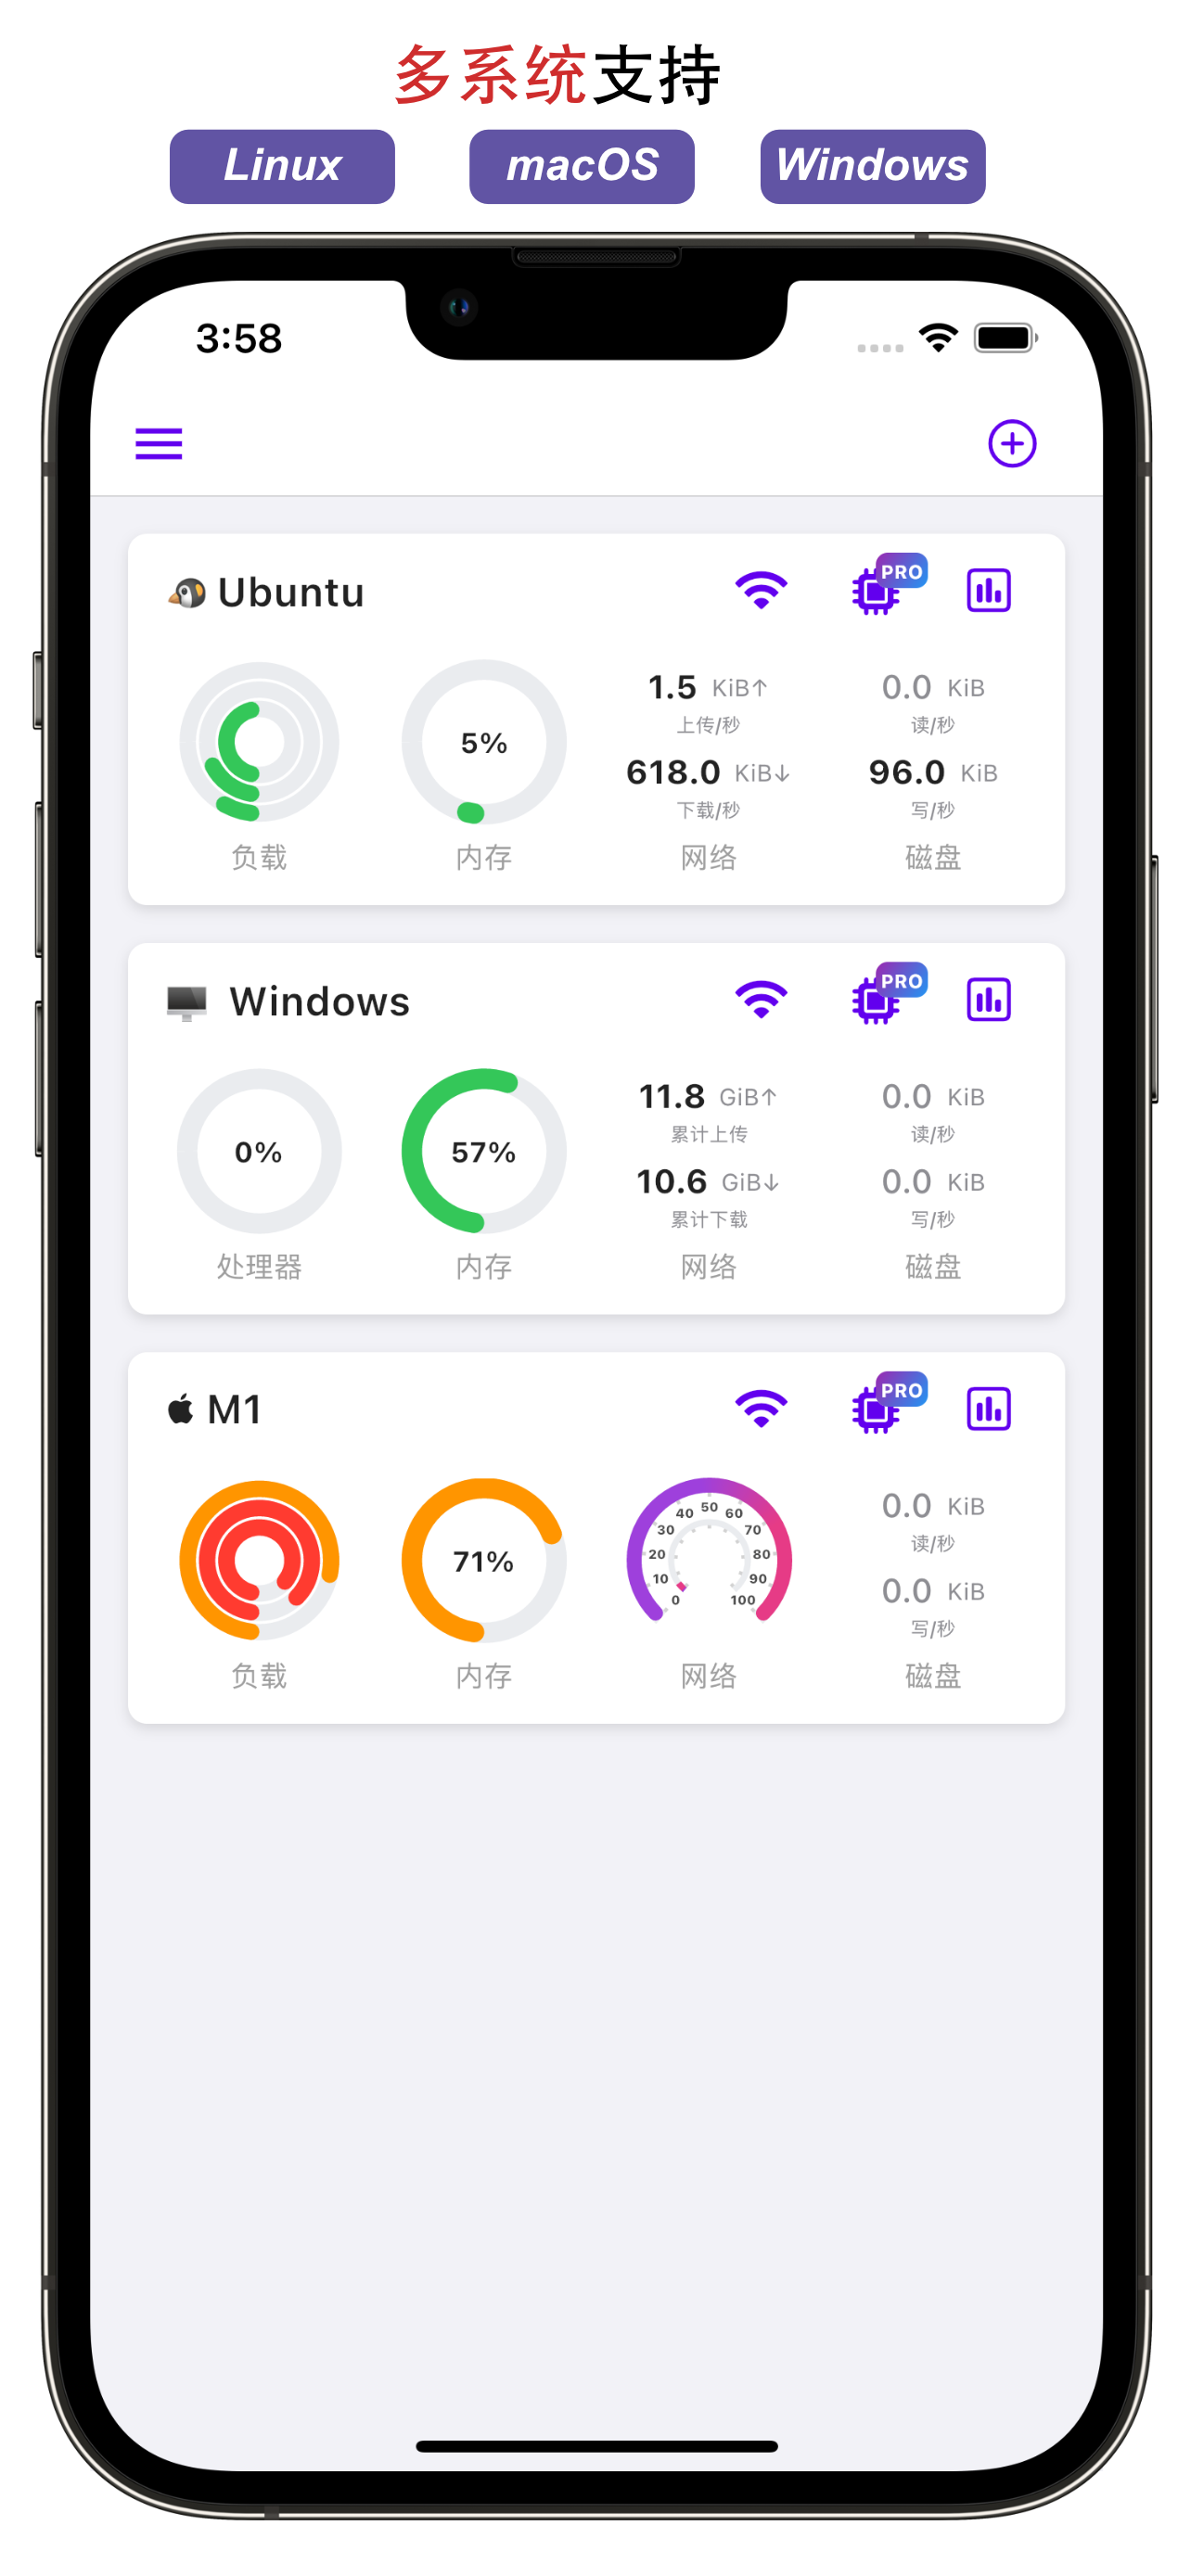 多系统支持
Linux macOS Windows
3:58
Ubuntu PRO
5%
1.5 KiB↑
上传/秒
618.0 KiB↓
下载/秒
0.0 KiB
读/秒
96.0 KiB
写/秒
负载 内存 网络 磁盘
Windows PRO
0%
57%
11.8 GiB↑
累计上传
10.6 GiB↓
累计下载
0.0 KiB
读/秒
0.0 KiB
写/秒
处理器 内存 网络 磁盘
M1 PRO
71%
0 10 20 30 40 50 60 70 80 90 100
0.0 KiB
读/秒
0.0 KiB
写/秒
负载 内存 网络 磁盘